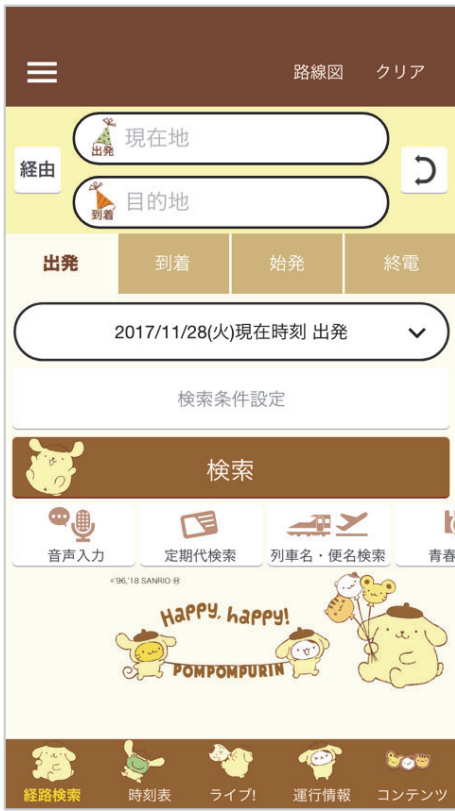 路線図 クリア
出発 現在地
経由
到着 目的地
出発 到着 始発 終電
2017/11/28(火)現在時刻 出発
検索条件設定
検索
音声入力 定期代検索 列車名・便名検索 青春
©'96,'18 SANRIO Ⓗ
Happy, happy!
POMPOMPURIN
経路検索 時刻表 ライブ! 運行情報 コンテンツ